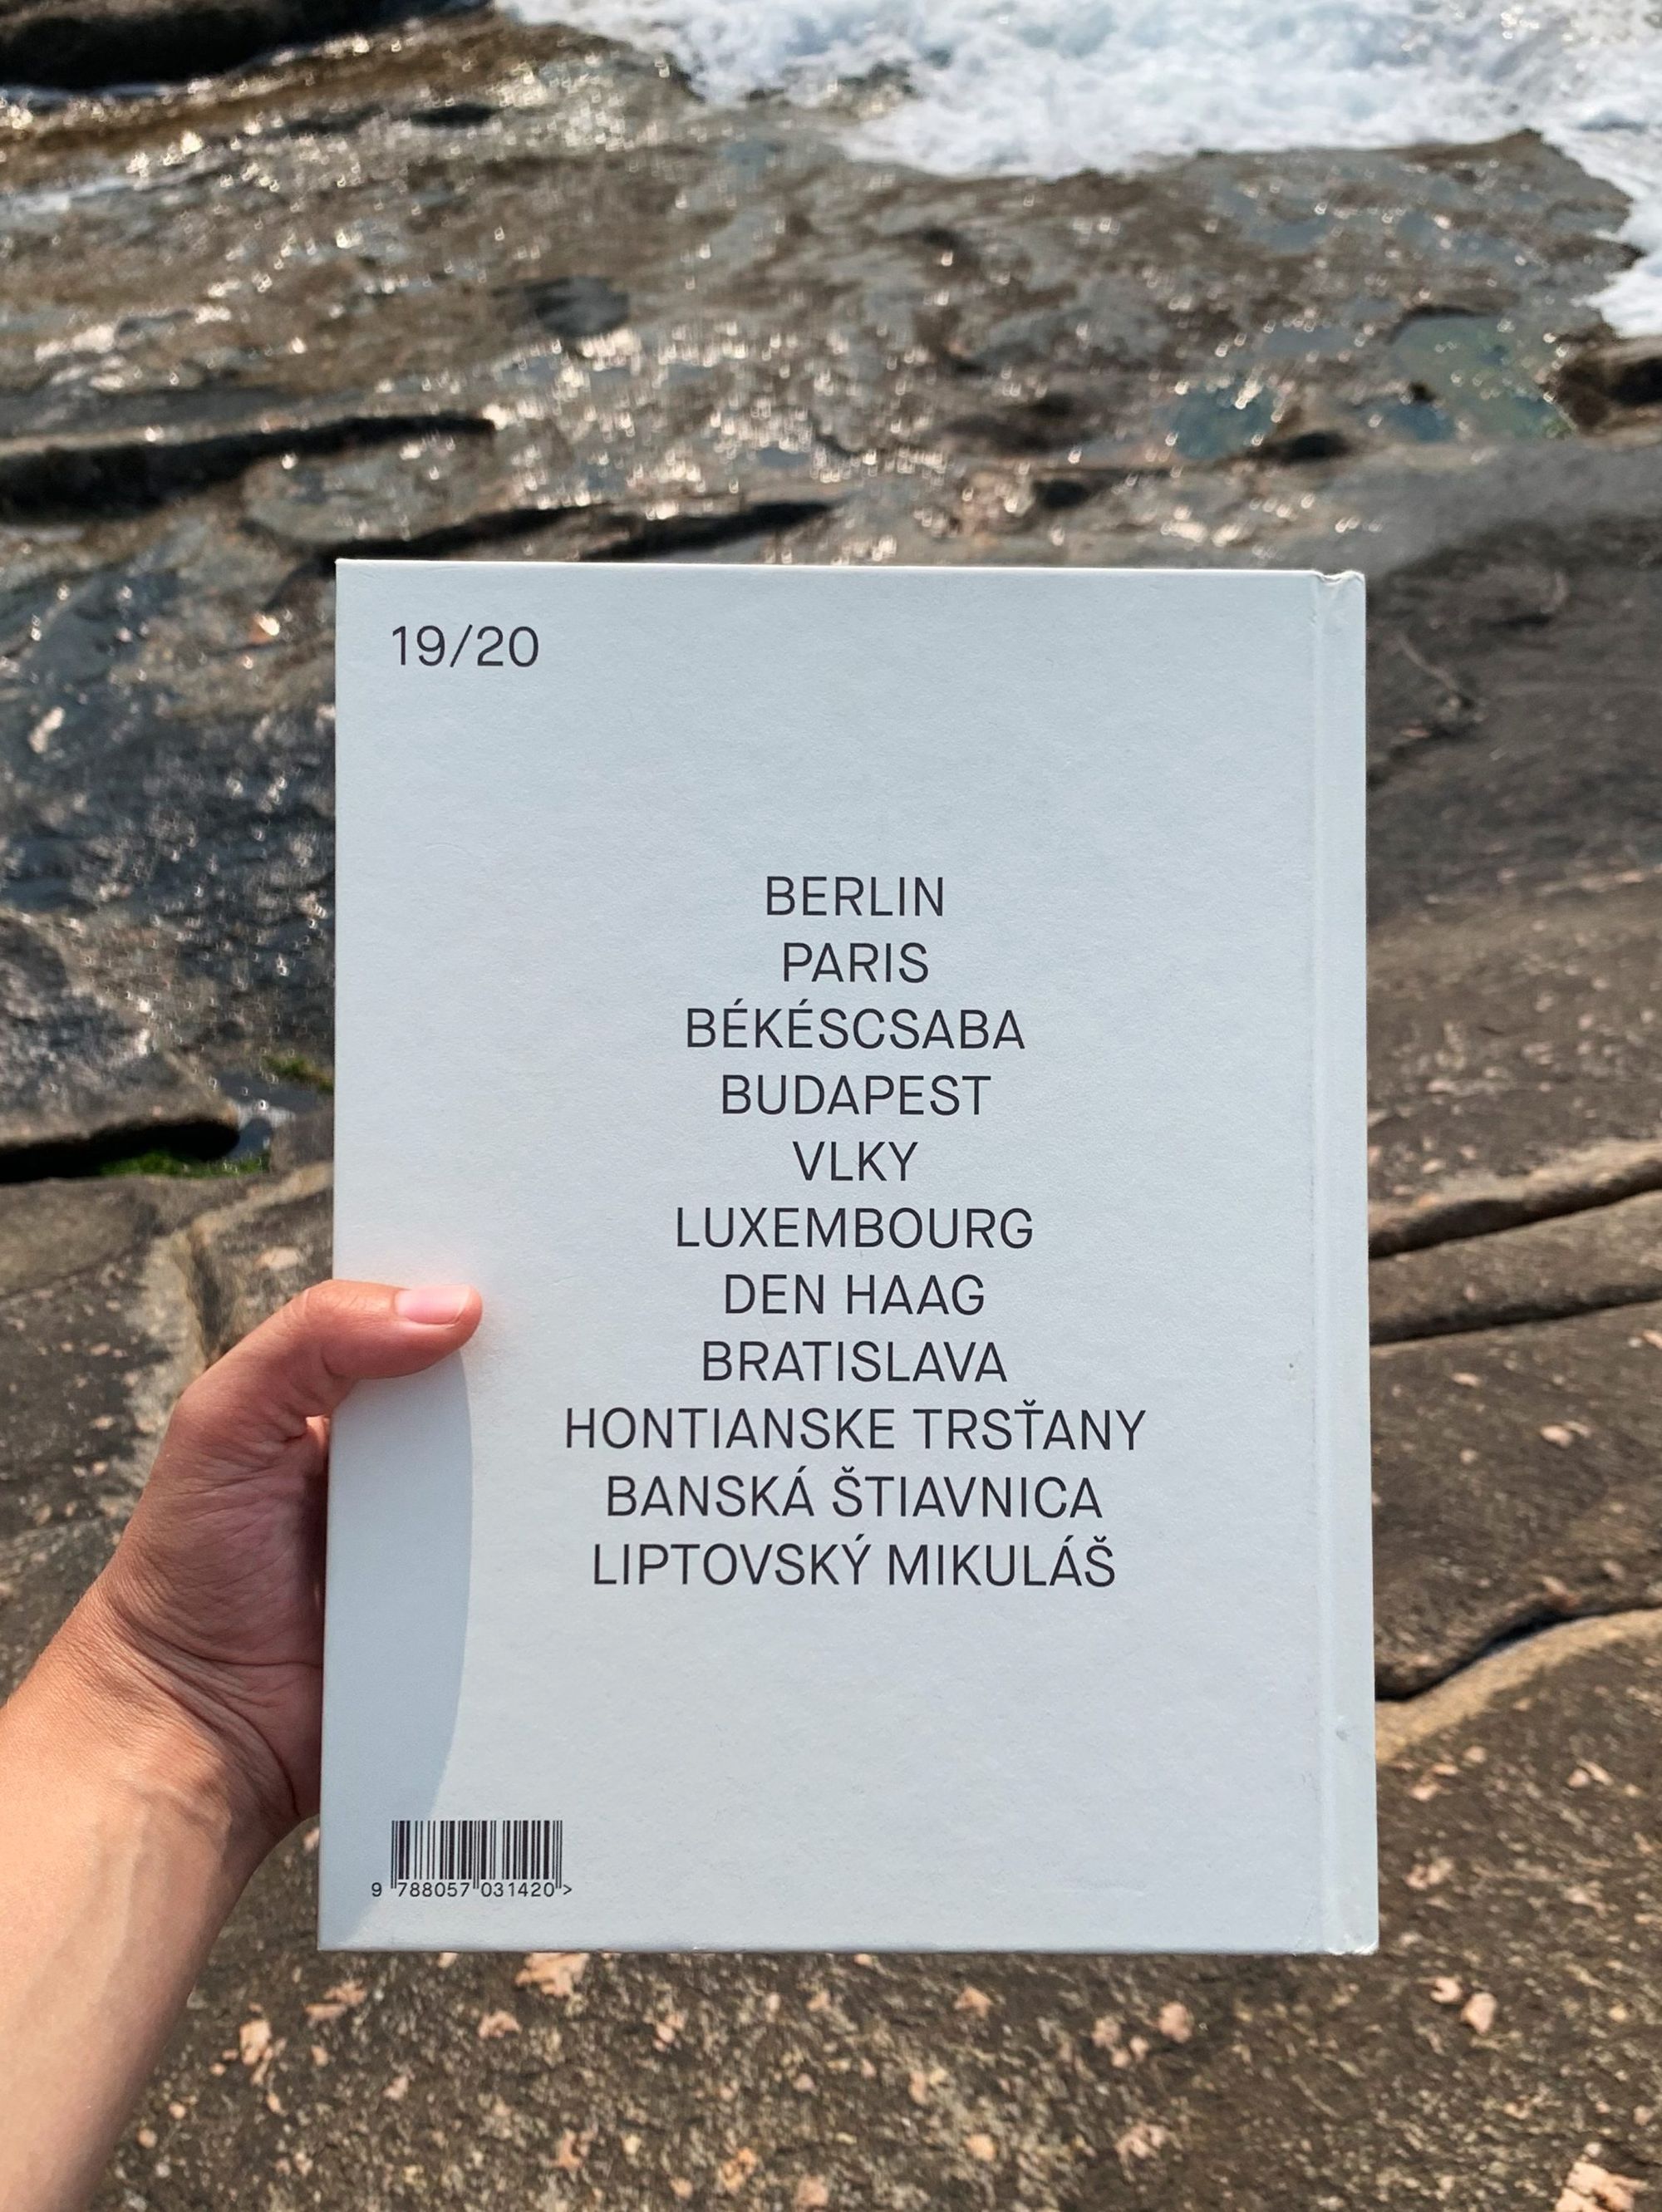 19/20
BERLIN
PARIS
BÉKÉSCSABA
BUDAPEST
VLKY
LUXEMBOURG
DEN HAAG
BRATISLAVA
HONTIANSKE TRSŤANY
BANSKÁ ŠTIAVNICA
LIPTOVSKÝ MIKULÁŠ
9 788057 031420 >